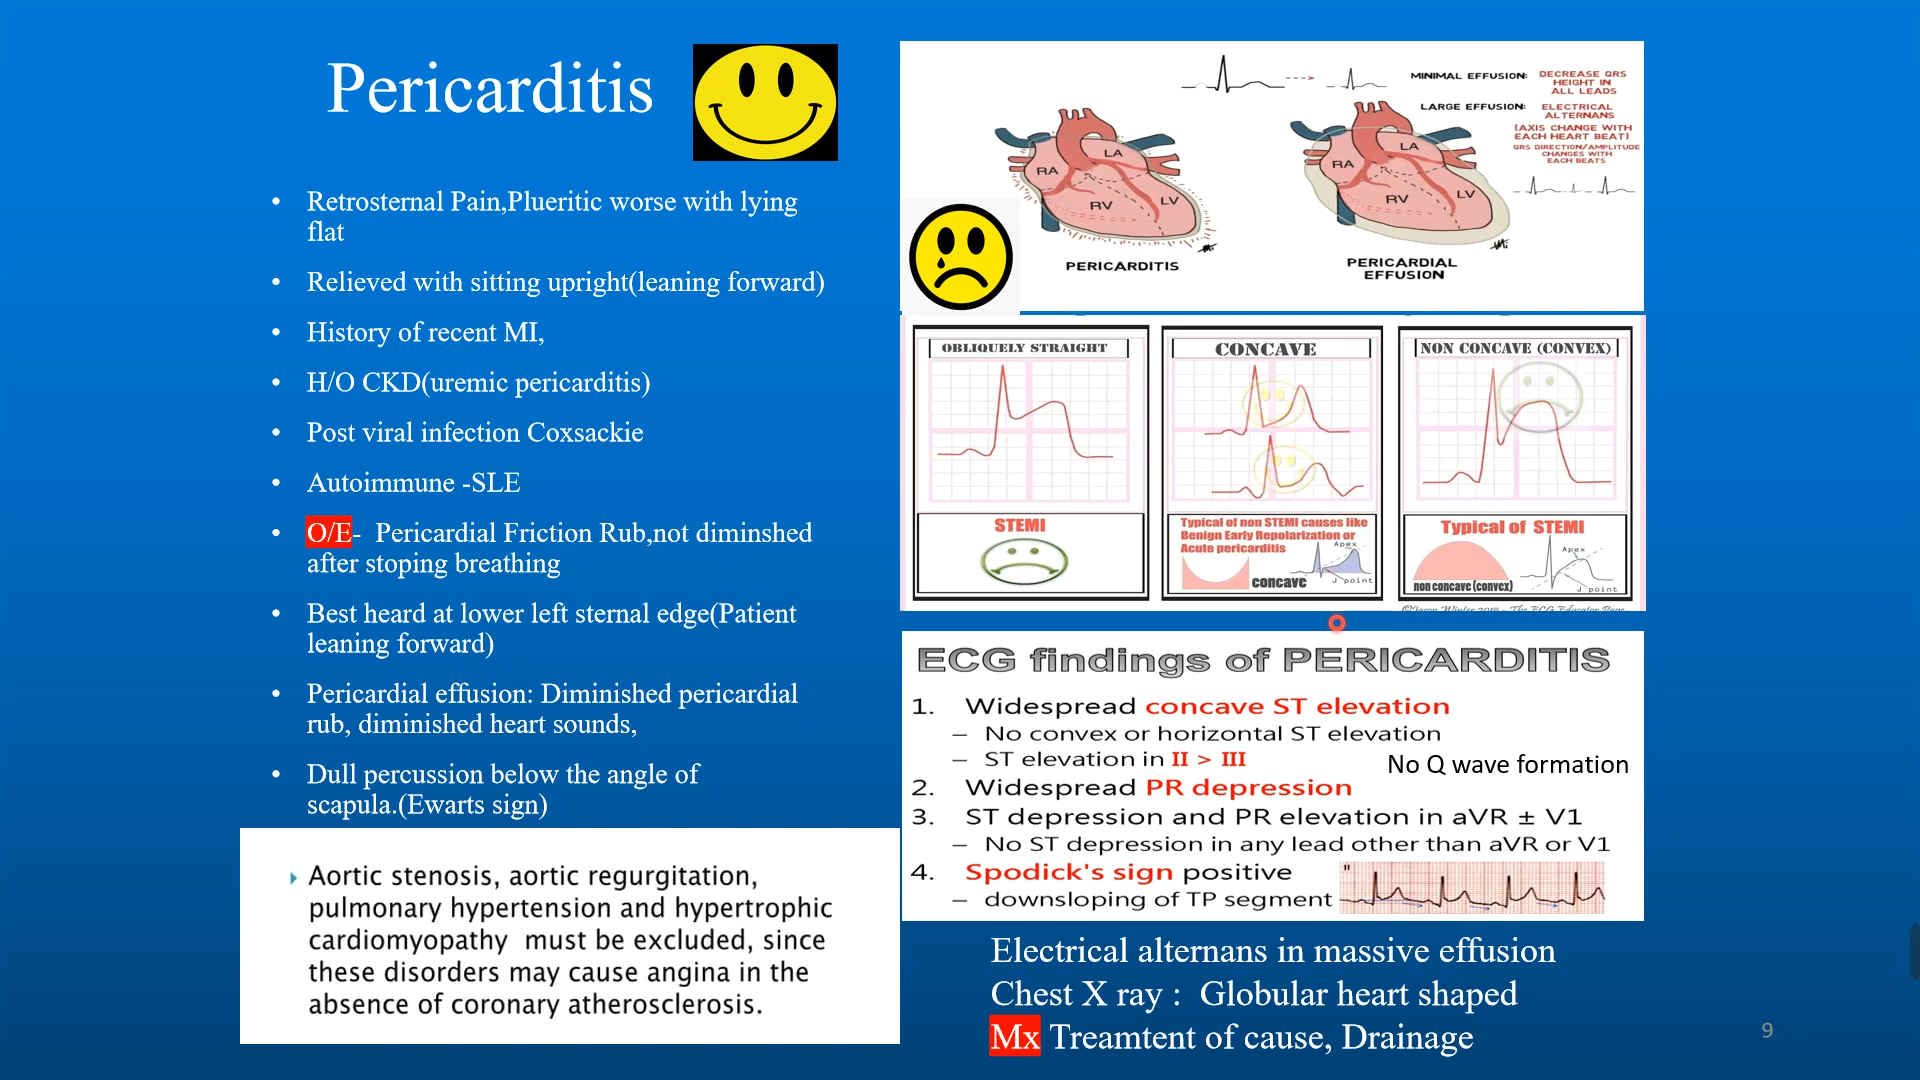 Pericarditis
• Retrosternal Pain,Plueritic worse with lying
flat
• Relieved with sitting upright(leaning forward)
• History of recent MI,
• H/O CKD(uremic pericarditis)
• Post viral infection Coxsackie
• Autoimmune -SLE
• O/E- Pericardial Friction Rub,not diminshed
after stoping breathing
• Best heard at lower left sternal edge(Patient
leaning forward)
• Pericardial effusion: Diminished pericardial
rub, diminished heart sounds,
• Dull percussion below the angle of
scapula.(Ewarts sign)
Aortic stenosis, aortic regurgitation,
pulmonary hypertension and hypertrophic
cardiomyopathy must be excluded, since
these disorders may cause angina in the
absence of coronary atherosclerosis.
MINIMAL EFFUSION: DECREASE QRS
HEIGHT IN
ALL LEADS
LARGE EFFUSION: ELECTRICAL
ALTERNANS
(AXIS CHANGE WITH
EACH HEART BEAT)
QRS DIRECTION/AMPLITUDE
CHANGES WITH
EACH BEATS
RA
LA
RV
LV
PERICARDITIS
RA
LA
RV
LV
PERICARDIAL
EFFUSION
OBLIQUELY STRAIGHT
STEMI
CONCAVE
Typical of non STEMI causes like
Benign Early Repolarization or
Acute pericarditis
Apex
concave
J point
NON CONCAVE (CONVEX)
Typical of STEMI
Apex
non concave (convex)
J point
ECG findings of PERICARDITIS
1. Widespread concave ST elevation
– No convex or horizontal ST elevation
– ST elevation in II > III
No Q wave formation
2. Widespread PR depression
3. ST depression and PR elevation in aVR ± V1
– No ST depression in any lead other than aVR or V1
4. Spodick's sign positive
– downsloping of TP segment
II
Electrical alternans in massive effusion
Chest X ray : Globular heart shaped
Mx Treamtent of cause, Drainage
9